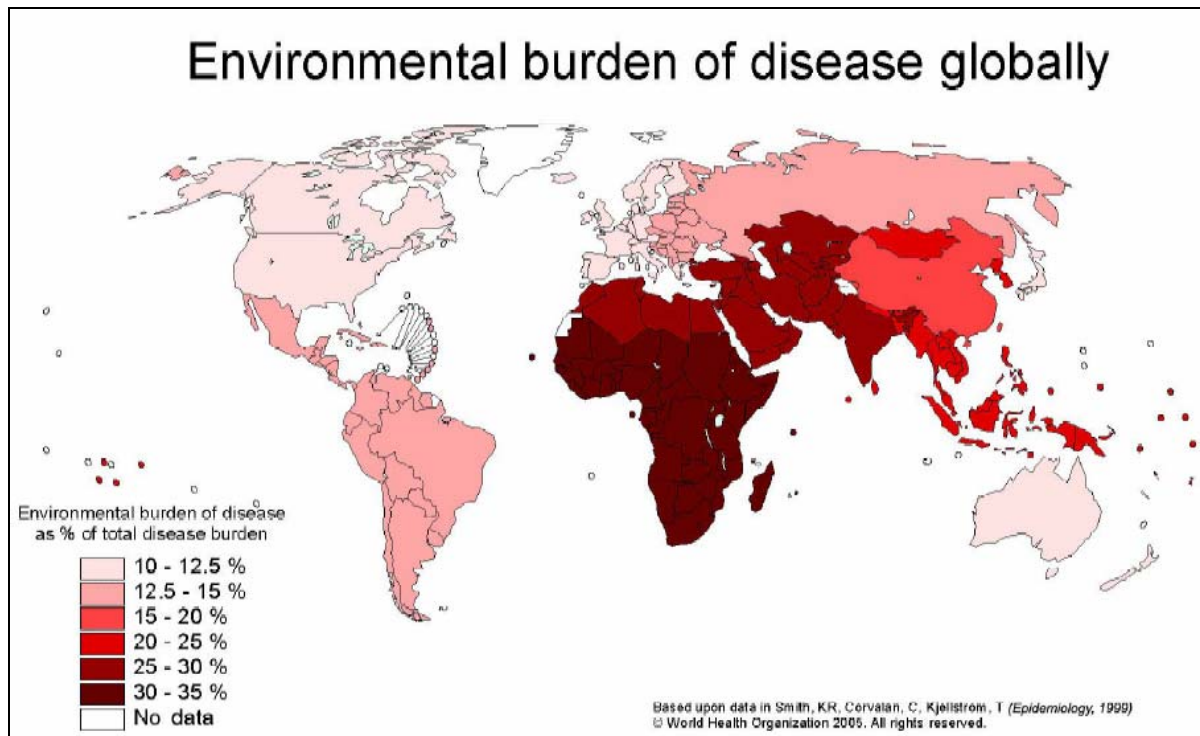 Environmental burden of disease globally
Environmental burden of disease
as % of total disease burden
10 - 12.5 %
12.5 - 15 %
15 - 20 %
20 - 25 %
25 - 30 %
30 - 35 %
No data
Based upon data in Smith, KR, Corvalan, C, Kjellstrom, T (Epidemiology, 1999)
© World Health Organization 2005. All rights reserved.